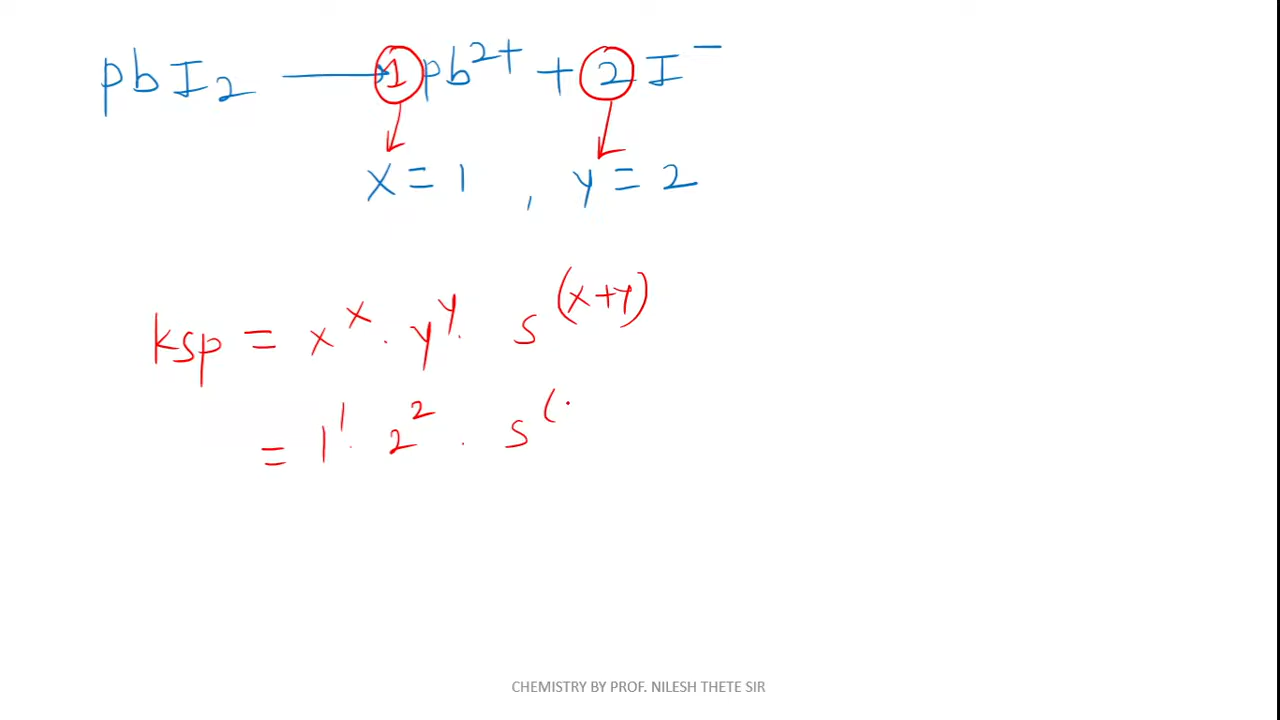 pbI₂ → 1 pb²⁺ + 2 I⁻
x = 1 , y = 2
ksp = x^x . y^y . s^(x+y)
= 1^1 . 2^2 . s^(
CHEMISTRY BY PROF. NILESH THETE SIR